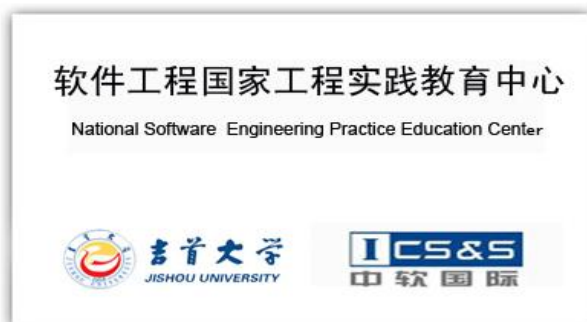 软件工程国家工程实践教育中心
National Software Engineering Practice Education Center
吉首大学
JISHOU UNIVERSITY
ICS&S
中软国际